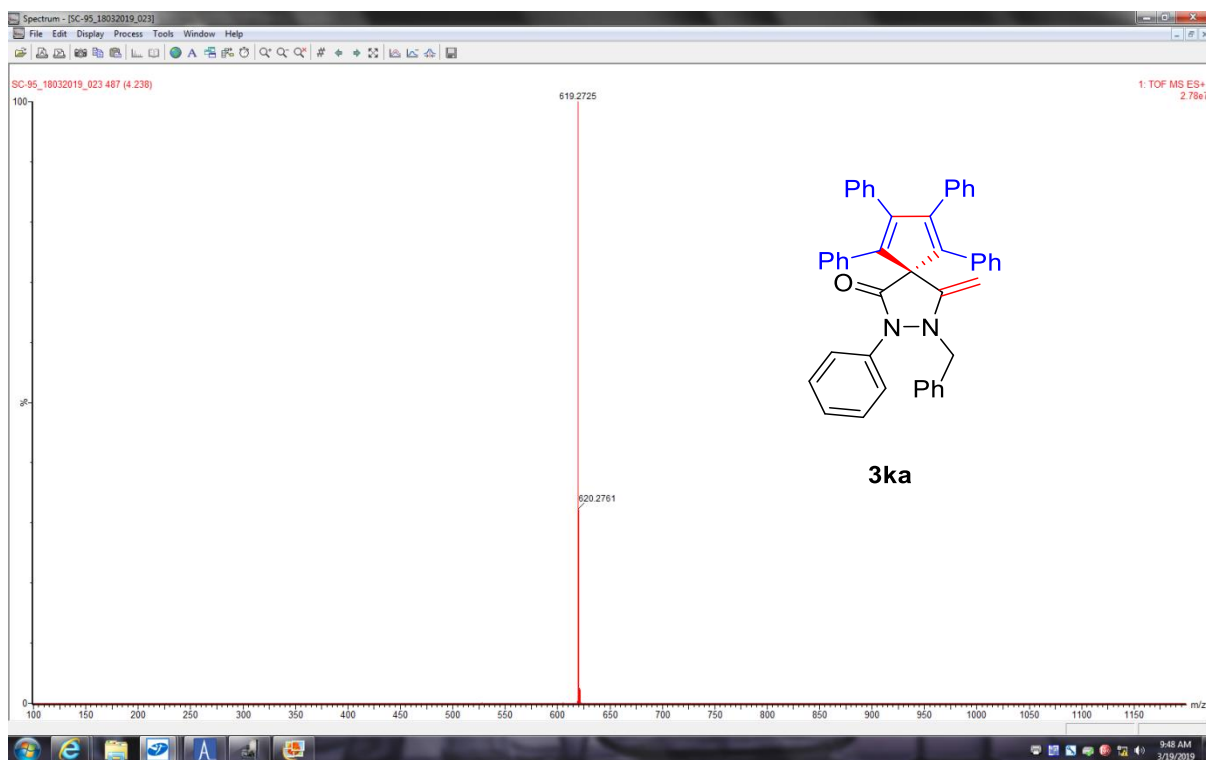 Spectrum - [SC-95_18032019_023]
File Edit Display Process Tools Window Help
SC-95_18032019_023 487 (4.238)
1: TOF MS ES+
2.78e7
100
619.2725
%
620.2761
0
100 150 200 250 300 350 400 450 500 550 600 650 700 750 800 850 900 950 1000 1050 1100 1150 m/z
Ph Ph
Ph Ph
O
N N
Ph
3ka
9:48 AM
3/19/2019